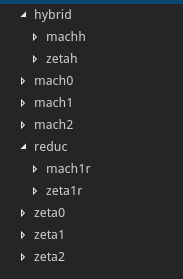 hybrid
machh
zetah
mach0
mach1
mach2
reduc
mach1r
zeta1r
zeta0
zeta1
zeta2